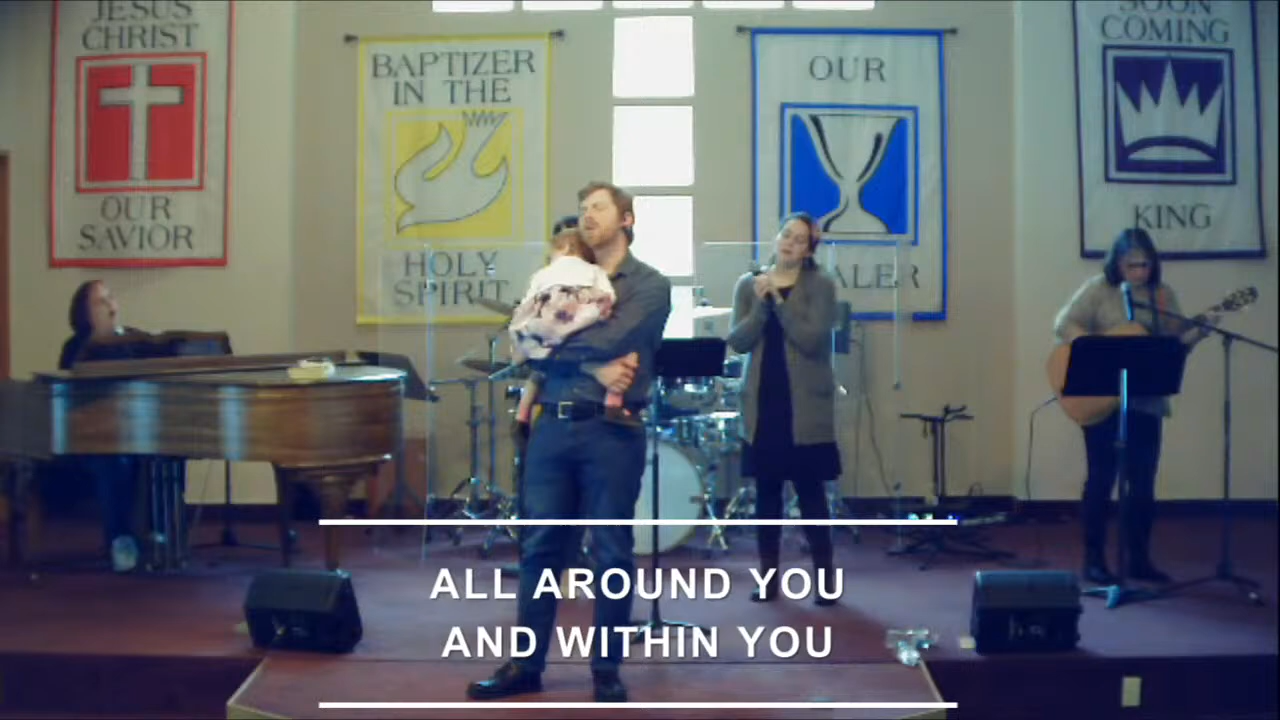 JESUS
CHRIST
OUR
SAVIOR
BAPTIZER
IN THE
HOLY
SPIRIT
OUR
SOON
COMING
KING
ALL AROUND YOU
AND WITHIN YOU